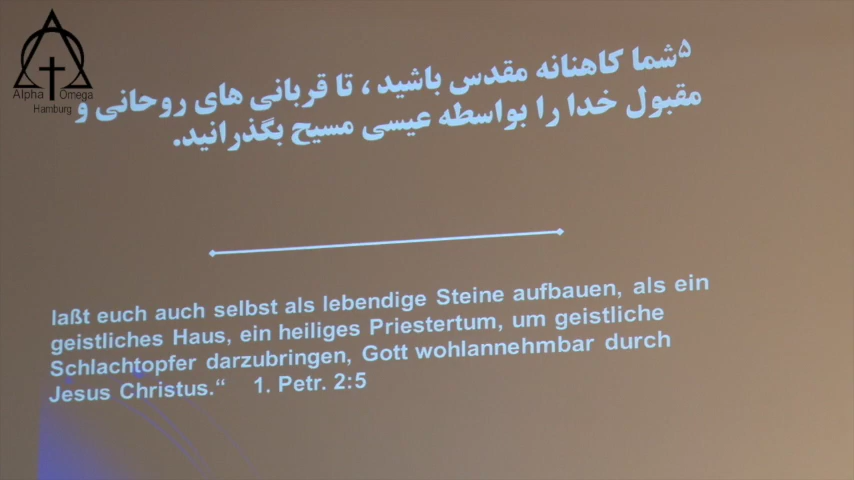 Alpha Omega
Hamburg
۵شما کاهنانه مقدس باشید ، تا قربانی های روحانی و
مقبول خدا را بواسطه عیسی مسیح بگذرانید.
laßt euch auch selbst als lebendige Steine aufbauen, als ein
geistliches Haus, ein heiliges Priestertum, um geistliche
Schlachtopfer darzubringen, Gott wohlannehmbar durch
Jesus Christus.“ 1. Petr. 2:5